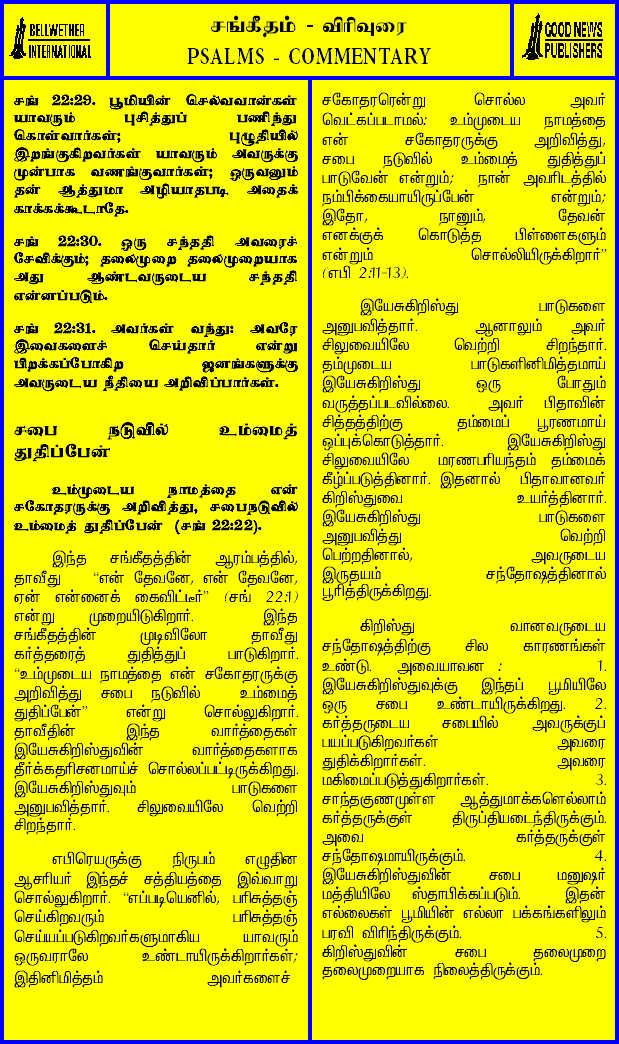 BELLWETHER
INTERNATIONAL
சங்கீதம் - விரிவுரை
PSALMS - COMMENTARY
GOOD NEWS
PUBLISHERS
சங் 22:29. பூமியின் செல்வவான்கள்
யாவரும் புசித்துப் பணிந்து
கொள்வார்கள்; புழுதியில்
இறங்குகிறவர்கள் யாவரும் அவருக்கு
முன்பாக வணங்குவார்கள்; ஒருவனும்
தன் ஆத்துமா அழியாதபடி, அதைக்
காக்கக்கூடாதே.
சங் 22:30. ஒரு சந்ததி அவரைச்
சேவிக்கும்; தலைமுறை தலைமுறையாக
அது ஆண்டவருடைய சந்ததி
என்னப்படும்.
சங் 22:31. அவர்கள் வந்து: அவரே
இவைகளைச் செய்தார் என்று
பிறக்கப்போகிற ஜனங்களுக்கு
அவருடைய நீதியை அறிவிப்பார்கள்.
சபை நடுவில் உம்மைத்
துதிப்பேன்
உம்முடைய நாமத்தை என்
சகோதரருக்கு அறிவித்து, சபைநடுவில்
உம்மைத் துதிப்பேன் (சங் 22:22).
இந்த சங்கீதத்தின் ஆரம்பத்தில்,
தாவீது "என் தேவனே, என் தேவனே,
ஏன் என்னைக் கைவிட்டீர்" (சங் 22:1)
என்று முறையிடுகிறார். இந்த
சங்கீதத்தின் முடிவிலோ தாவீது
கர்த்தரைத் துதித்துப் பாடுகிறார்.
"உம்முடைய நாமத்தை என் சகோதரருக்கு
அறிவித்து சபை நடுவில் உம்மைத்
துதிப்பேன்" என்று சொல்லுகிறார்.
தாவீதின் இந்த வார்த்தைகள்
இயேசுகிறிஸ்துவின் வார்த்தைகளாக
தீர்க்கதரிசனமாய்ச் சொல்லப்பட்டிருக்கிறது.
இயேசுகிறிஸ்துவும் பாடுகளை
அனுபவித்தார். சிலுவையிலே வெற்றி
சிறந்தார்.
எபிரெயருக்கு நிருபம் எழுதின
ஆசரியர் இந்தச் சத்தியத்தை இவ்வாறு
சொல்லுகிறார். "எப்படியெனில், பரிசுத்தஞ்
செய்கிறவரும் பரிசுத்தஞ்
செய்யப்படுகிறவர்களுமாகிய யாவரும்
ஒருவராலே உண்டாயிருக்கிறார்கள்;
இதினிமித்தம் அவர்களைச்
சகோதரரென்று சொல்ல அவர்
வெட்கப்படாமல்: உம்முடைய நாமத்தை
என் சகோதரருக்கு அறிவித்து,
சபை நடுவில் உம்மைத் துதித்துப்
பாடுவேன் என்றும்; நான் அவரிடத்தில்
நம்பிக்கையாயிருப்பேன் என்றும்;
இதோ, நானும், தேவன்
எனக்குக் கொடுத்த பிள்ளைகளும்
என்றும் சொல்லியிருக்கிறார்"
(எபி 2:11-13).
இயேசுகிறிஸ்து பாடுகளை
அனுபவித்தார். ஆனாலும் அவர்
சிலுவையிலே வெற்றி சிறந்தார்.
தம்முடைய பாடுகளினிமித்தமாய்
இயேசுகிறிஸ்து ஒரு போதும்
வருத்தப்படவில்லை. அவர் பிதாவின்
சித்தத்திற்கு தம்மைப் பூரணமாய்
ஒப்புக்கொடுத்தார். இயேசுகிறிஸ்து
சிலுவையிலே மரணபரியந்தம் தம்மைக்
கீழ்ப்படுத்தினார். இதனால் பிதாவானவர்
கிறிஸ்துவை உயர்த்தினார்.
இயேசுகிறிஸ்து பாடுகளை
அனுபவித்து வெற்றி
பெற்றதினால், அவருடைய
இருதயம் சந்தோஷத்தினால்
பூரித்திருக்கிறது.
கிறிஸ்து வானவருடைய
சந்தோஷத்திற்கு சில காரணங்கள்
உண்டு. அவையாவன : 1.
இயேசுகிறிஸ்துவுக்கு இந்தப் பூமியிலே
ஒரு சபை உண்டாயிருக்கிறது. 2.
கர்த்தருடைய சபையில் அவருக்குப்
பயப்படுகிறவர்கள் அவரை
துதிக்கிறார்கள். அவரை
மகிமைப்படுத்துகிறார்கள். 3.
சாந்தகுணமுள்ள ஆத்துமாக்களெல்லாம்
கர்த்தருக்குள் திருப்தியடைந்திருக்கும்.
அவை கர்த்தருக்குள்
சந்தோஷமாயிருக்கும். 4.
இயேசுகிறிஸ்துவின் சபை மனுஷர்
மத்தியிலே ஸ்தாபிக்கப்படும். இதன்
எல்லைகள் பூமியின் எல்லா பக்கங்களிலும்
பரவி விரிந்திருக்கும். 5.
கிறிஸ்துவின் சபை தலைமுறை
தலைமுறையாக நிலைத்திருக்கும்.